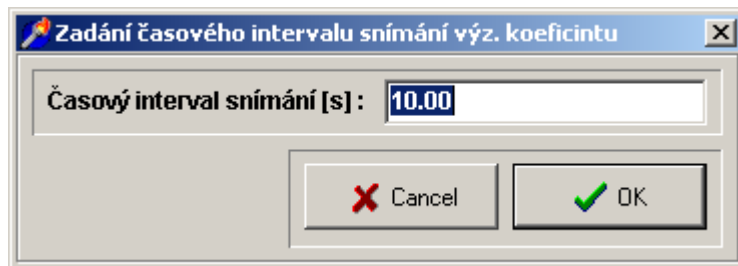 Zadání časového intervalu snímání výz. koeficintu
Časový interval snímání [s] : 10.00
Cancel OK